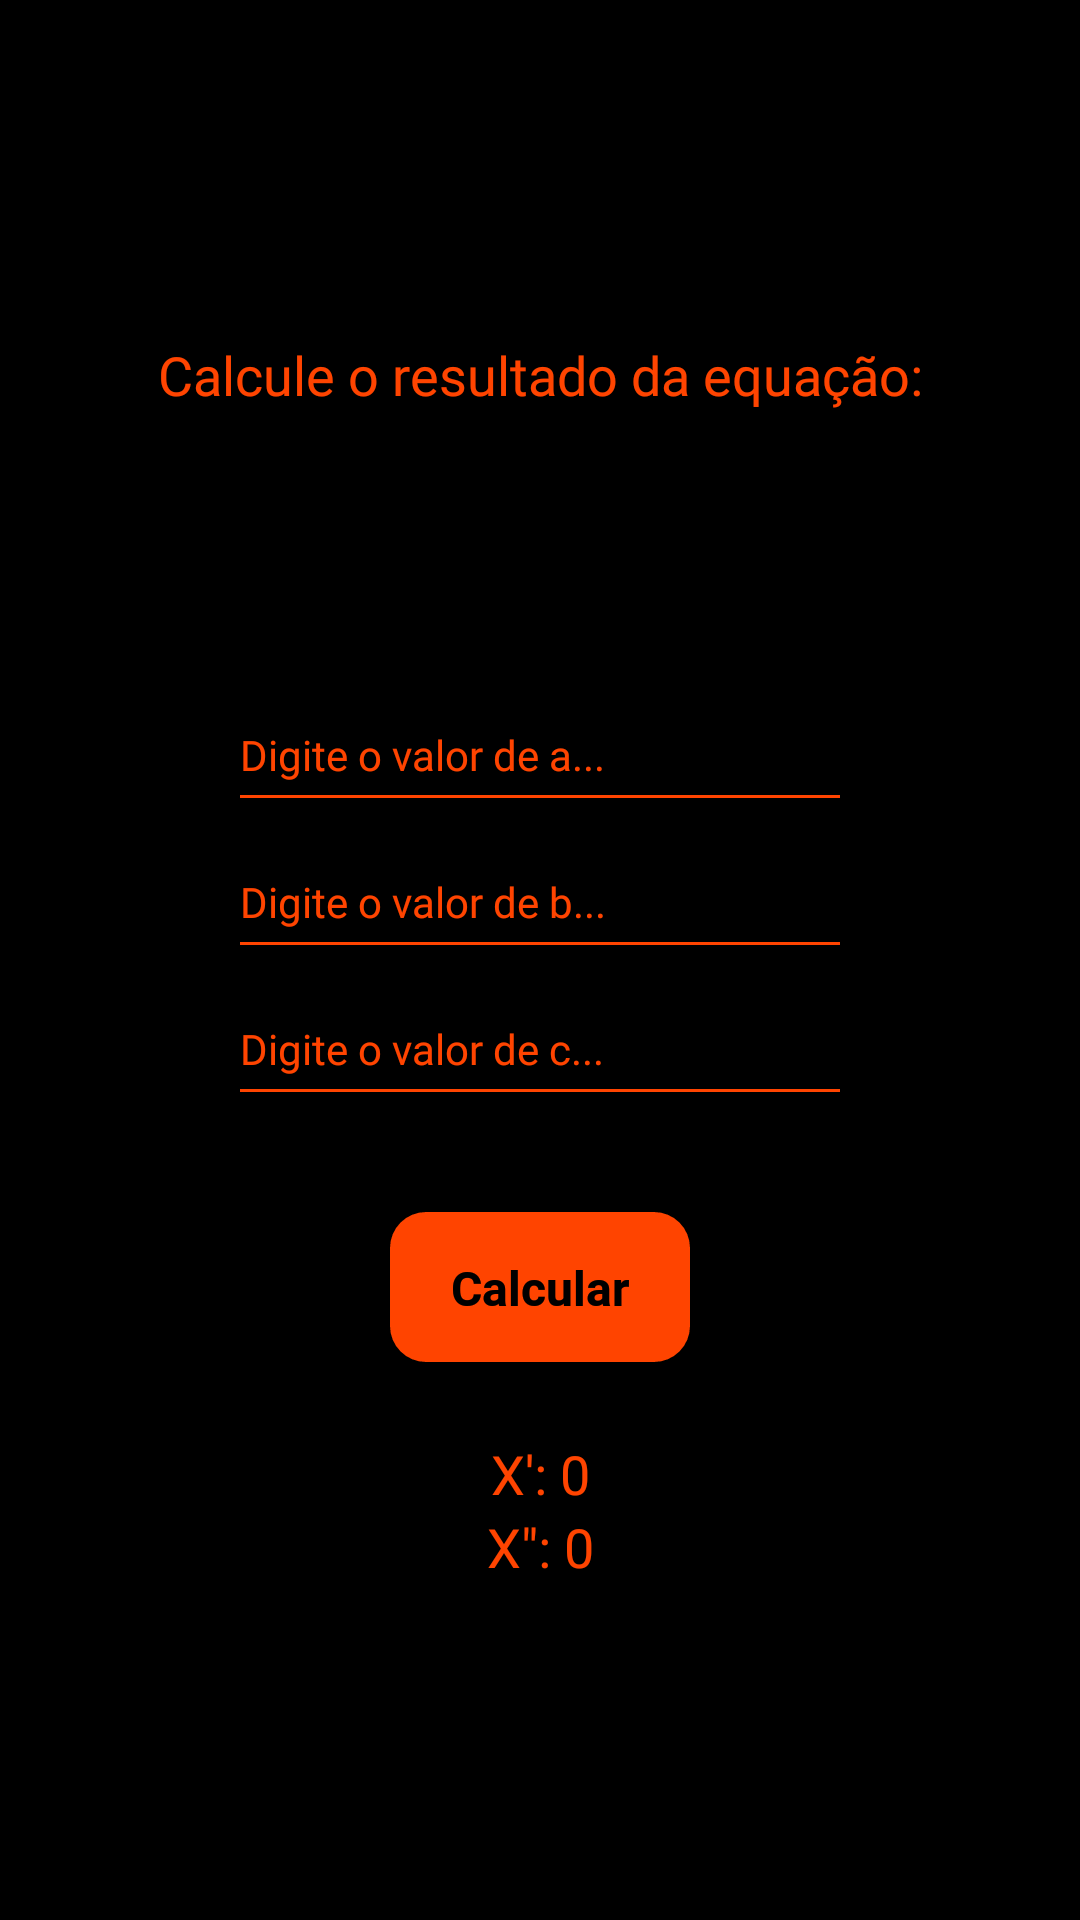 Calcule o resultado da equação:
Digite o valor de a...
Digite o valor de b...
Digite o valor de c...
Calcular
X': 0
X": 0